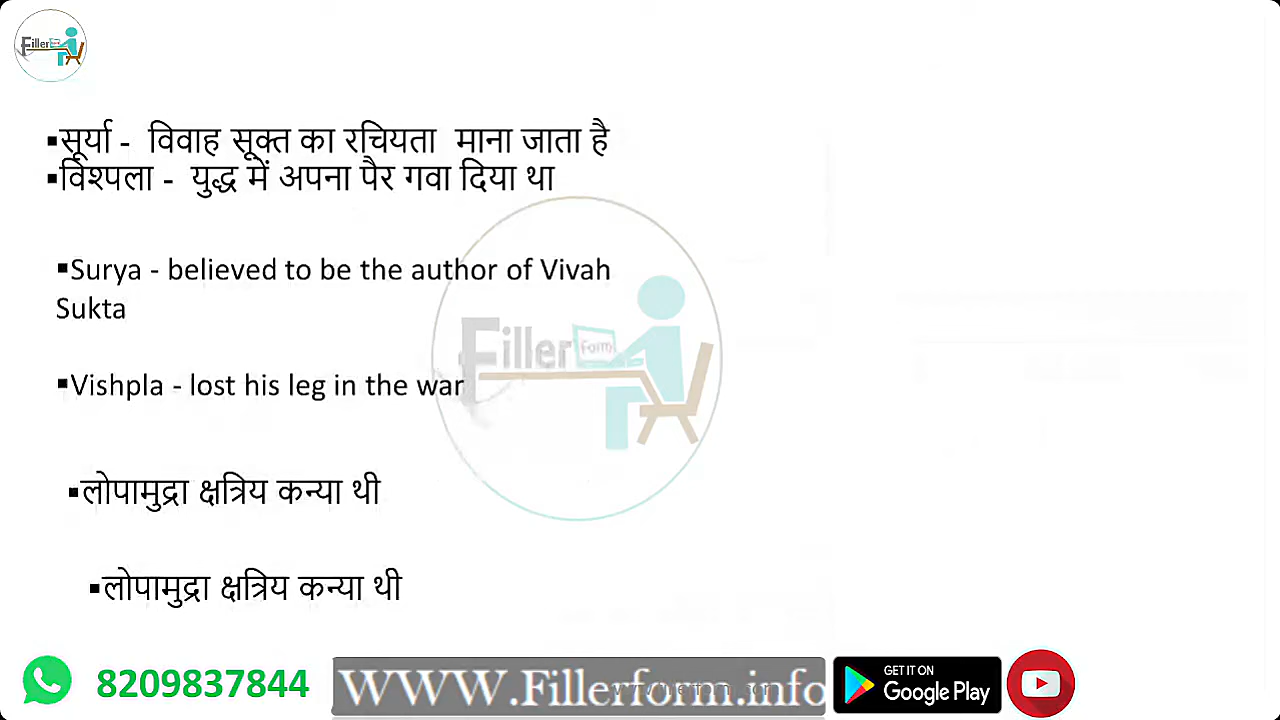 Filler
▪सूर्या - विवाह सूक्त का रचियता माना जाता है
▪विश्पला - युद्ध में अपना पैर गवा दिया था
▪Surya - believed to be the author of Vivah
Sukta
Filler form
▪Vishpla - lost his leg in the war
▪लोपामुद्रा क्षत्रिय कन्या थी
▪लोपामुद्रा क्षत्रिय कन्या थी
8209837844
WWW.Fillerform.info
GET IT ON
Google Play